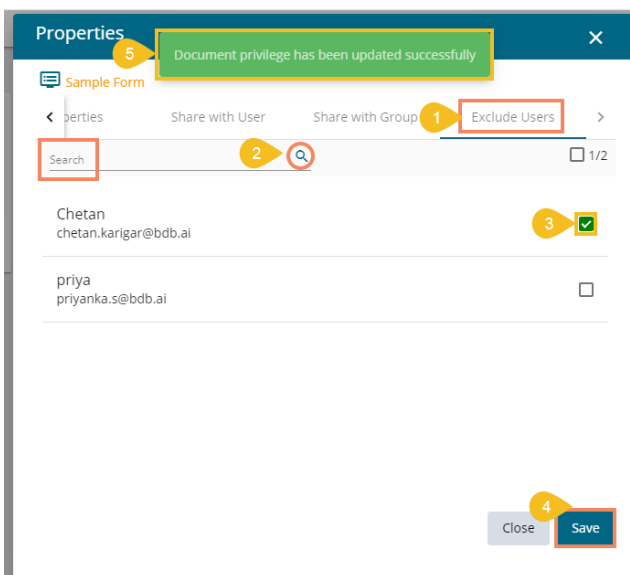 Properties
5
Document privilege has been updated successfully
Sample Form
perties
Share with User
Share with Group
1
Exclude Users
Search
2
1/2
Chetan
chetan.karigar@bdb.ai
3
priya
priyanka.s@bdb.ai
4
Close
Save